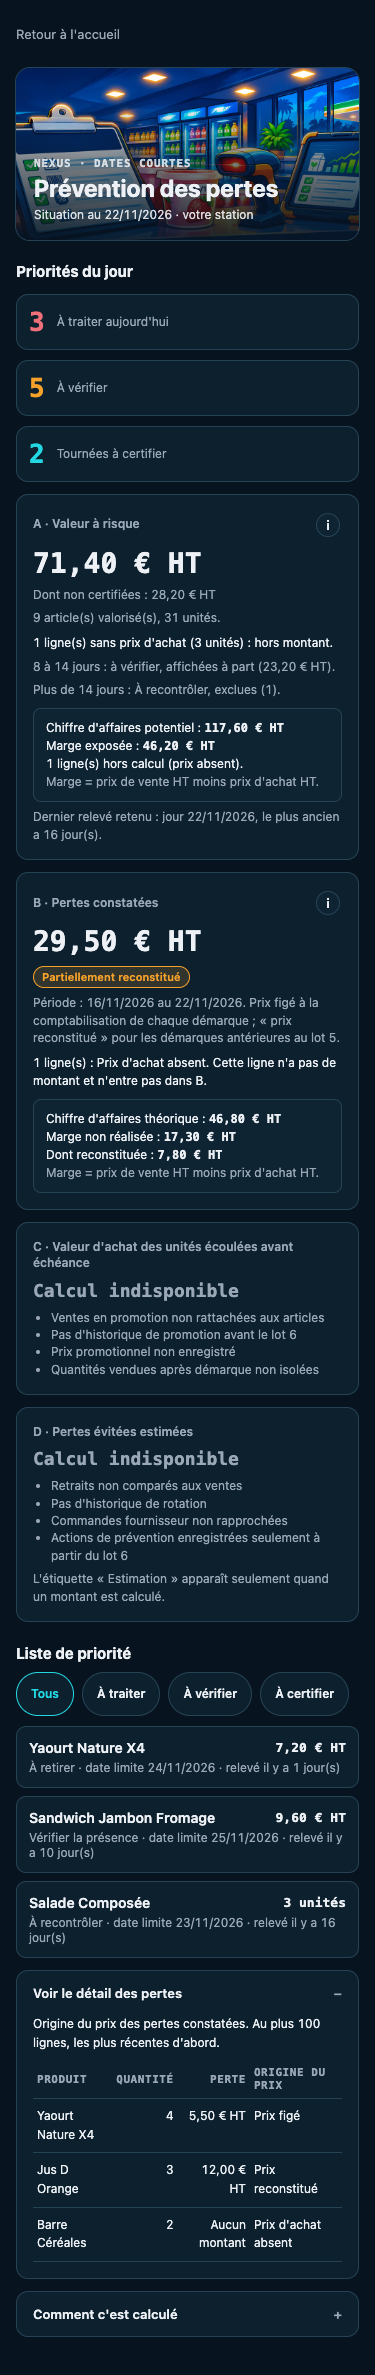 Retour à l'accueil
NEXUS · DATES COURTES
Prévention des pertes
Situation au 22/11/2026 · votre station
Priorités du jour
3 À traiter aujourd'hui
5 À vérifier
2 Tournées à certifier
A · Valeur à risque
i
71,40 € HT
Dont non certifiées : 28,20 € HT
9 article(s) valorisé(s), 31 unités.
1 ligne(s) sans prix d'achat (3 unités) : hors montant.
8 à 14 jours : à vérifier, affichées à part (23,20 € HT).
Plus de 14 jours : À recontrôler, exclues (1).
Chiffre d'affaires potentiel : 117,60 € HT
Marge exposée : 46,20 € HT
1 ligne(s) hors calcul (prix absent).
Marge = prix de vente HT moins prix d'achat HT.
Dernier relevé retenu : jour 22/11/2026, le plus ancien
a 16 jour(s).
B · Pertes constatées
i
29,50 € HT
Partiellement reconstitué
Période : 16/11/2026 au 22/11/2026. Prix figé à la
comptabilisation de chaque démarque ; « prix
reconstitué » pour les démarques antérieures au lot 5.
1 ligne(s) : Prix d'achat absent. Cette ligne n'a pas de
montant et n'entre pas dans B.
Chiffre d'affaires théorique : 46,80 € HT
Marge non réalisée : 17,30 € HT
Dont reconstituée : 7,80 € HT
Marge = prix de vente HT moins prix d'achat HT.
C · Valeur d'achat des unités écoulées avant
échéance
Calcul indisponible
• Ventes en promotion non rattachées aux articles
• Pas d'historique de promotion avant le lot 6
• Prix promotionnel non enregistré
• Quantités vendues après démarque non isolées
D · Pertes évitées estimées
Calcul indisponible
• Retraits non comparés aux ventes
• Pas d'historique de rotation
• Commandes fournisseur non rapprochées
• Actions de prévention enregistrées seulement à
partir du lot 6
L'étiquette « Estimation » apparaît seulement quand
un montant est calculé.
Liste de priorité
Tous À traiter À vérifier À certifier
Yaourt Nature X4 7,20 € HT
À retirer · date limite 24/11/2026 · relevé il y a 1 jour(s)
Sandwich Jambon Fromage 9,60 € HT
Vérifier la présence · date limite 25/11/2026 · relevé il y
a 10 jour(s)
Salade Composée 3 unités
À recontrôler · date limite 23/11/2026 · relevé il y a 16
jour(s)
Voir le détail des pertes −
Origine du prix des pertes constatées. Au plus 100
lignes, les plus récentes d'abord.
PRODUIT QUANTITÉ PERTE ORIGINE DU
PRIX
Yaourt 4 5,50 € HT Prix figé
Nature X4
Jus D 3 12,00 € Prix
Orange HT reconstitué
Barre 2 Aucun Prix d'achat
Céréales montant absent
Comment c'est calculé +